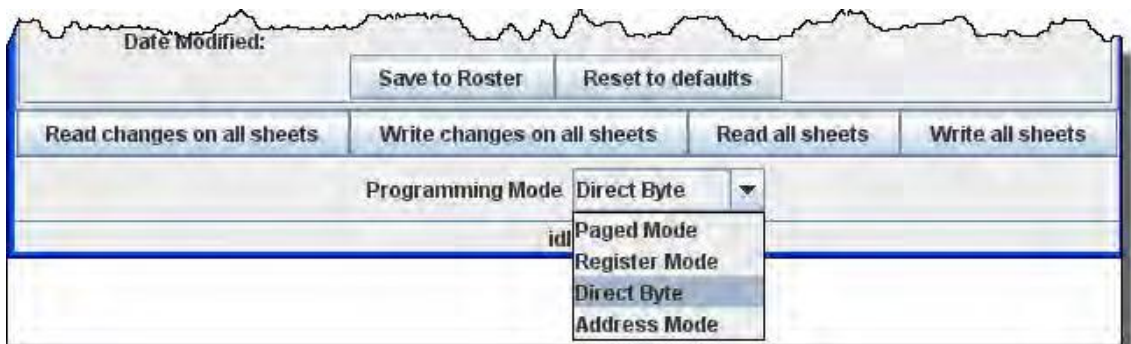 Date Modified:
Save to Roster Reset to defaults
Read changes on all sheets Write changes on all sheets Read all sheets Write all sheets
Programming Mode Direct Byte
idl
Paged Mode
Register Mode
Direct Byte
Address Mode